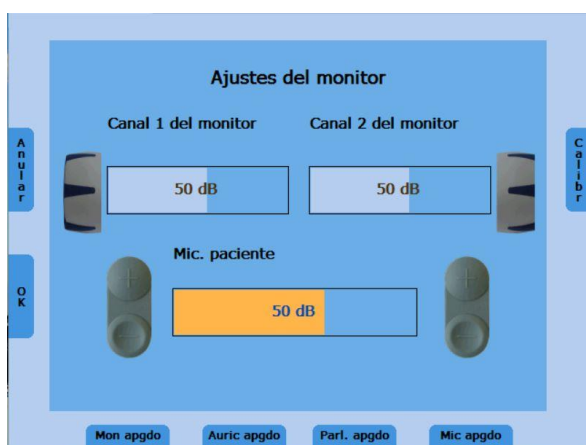 Ajustes del monitor
Canal 1 del monitor Canal 2 del monitor
Anular
Calibr
50 dB 50 dB
Mic. paciente
OK
50 dB
Mon apgdo Auric apgdo Parl. apgdo Mic apgdo